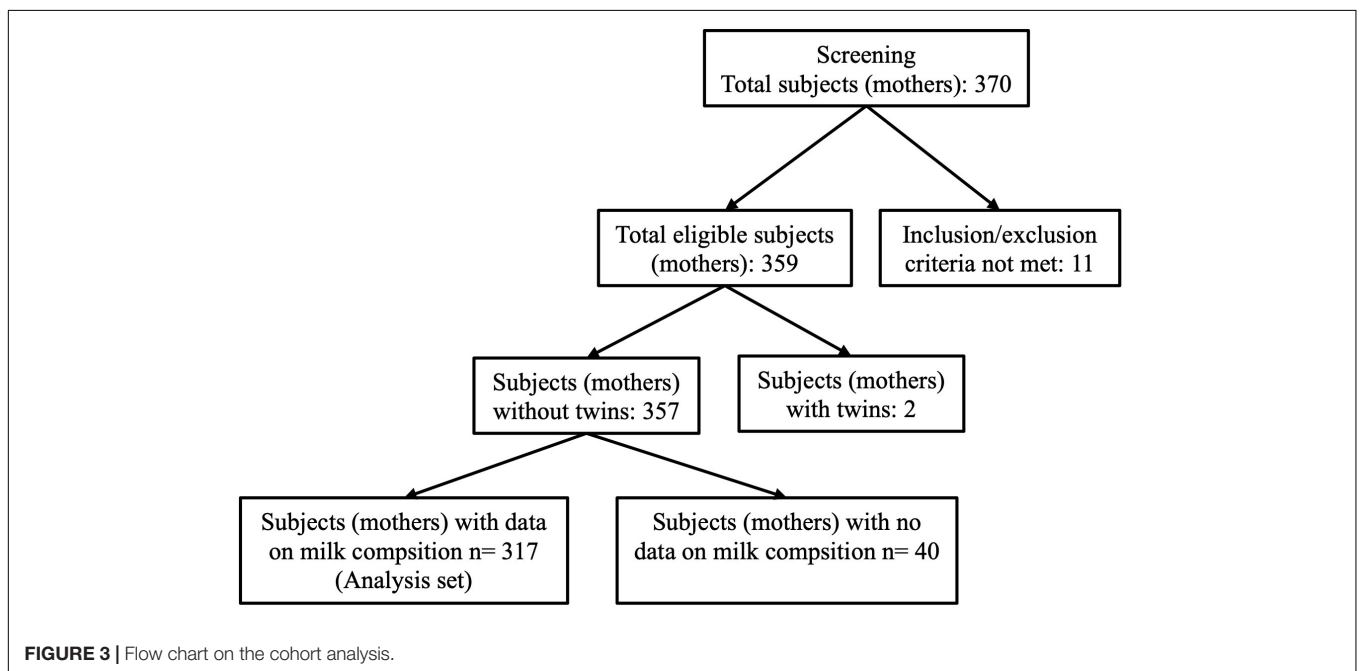 Screening
Total subjects (mothers): 370
Total eligible subjects
(mothers): 359
Inclusion/exclusion
criteria not met: 11
Subjects (mothers)
without twins: 357
Subjects (mothers)
with twins: 2
Subjects (mothers) with data
on milk compsition n= 317
(Analysis set)
Subjects (mothers) with no
data on milk compsition n= 40
FIGURE 3 | Flow chart on the cohort analysis.